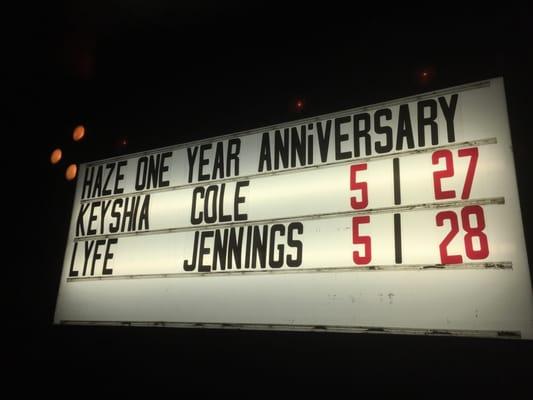 HAZE ONE YEAR ANNiVERSARY
KEYSHIA COLE 5 | 27
LYFE JENNINGS 5 | 28